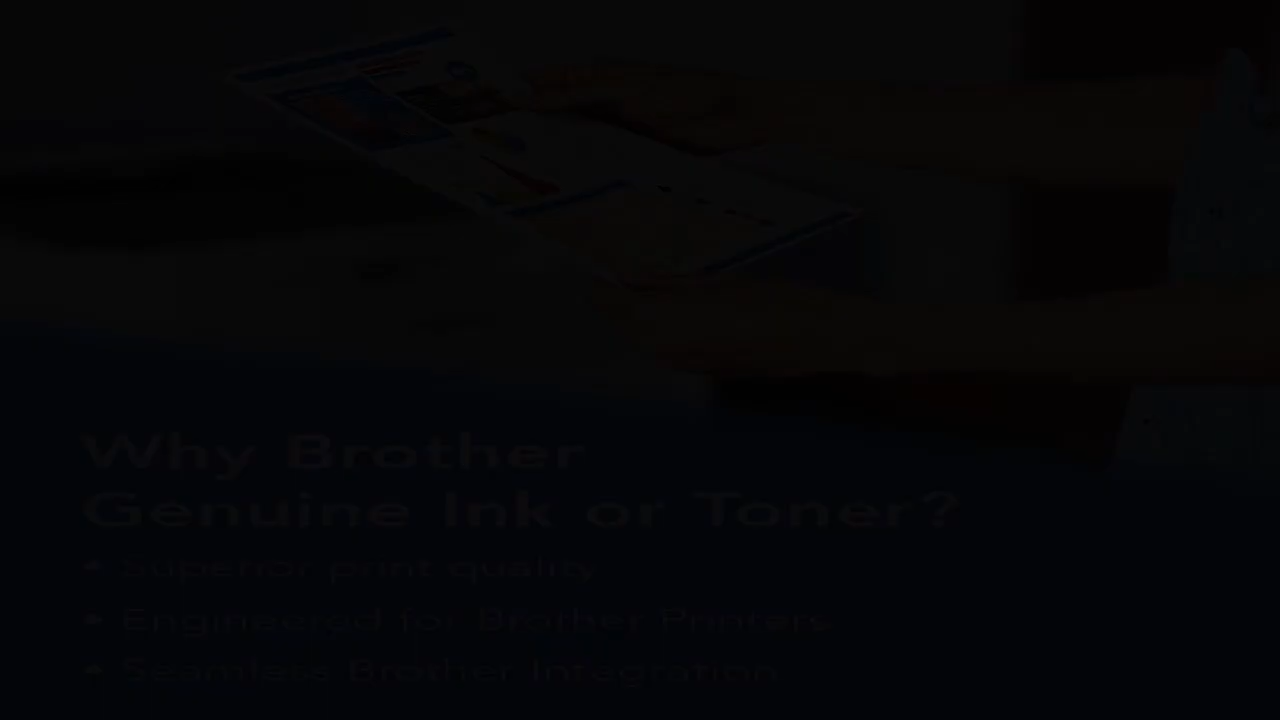 Why Brother
Genuine Ink or Toner?
• Superior print quality
• Engineered for Brother Printers
• Seamless Brother Integration